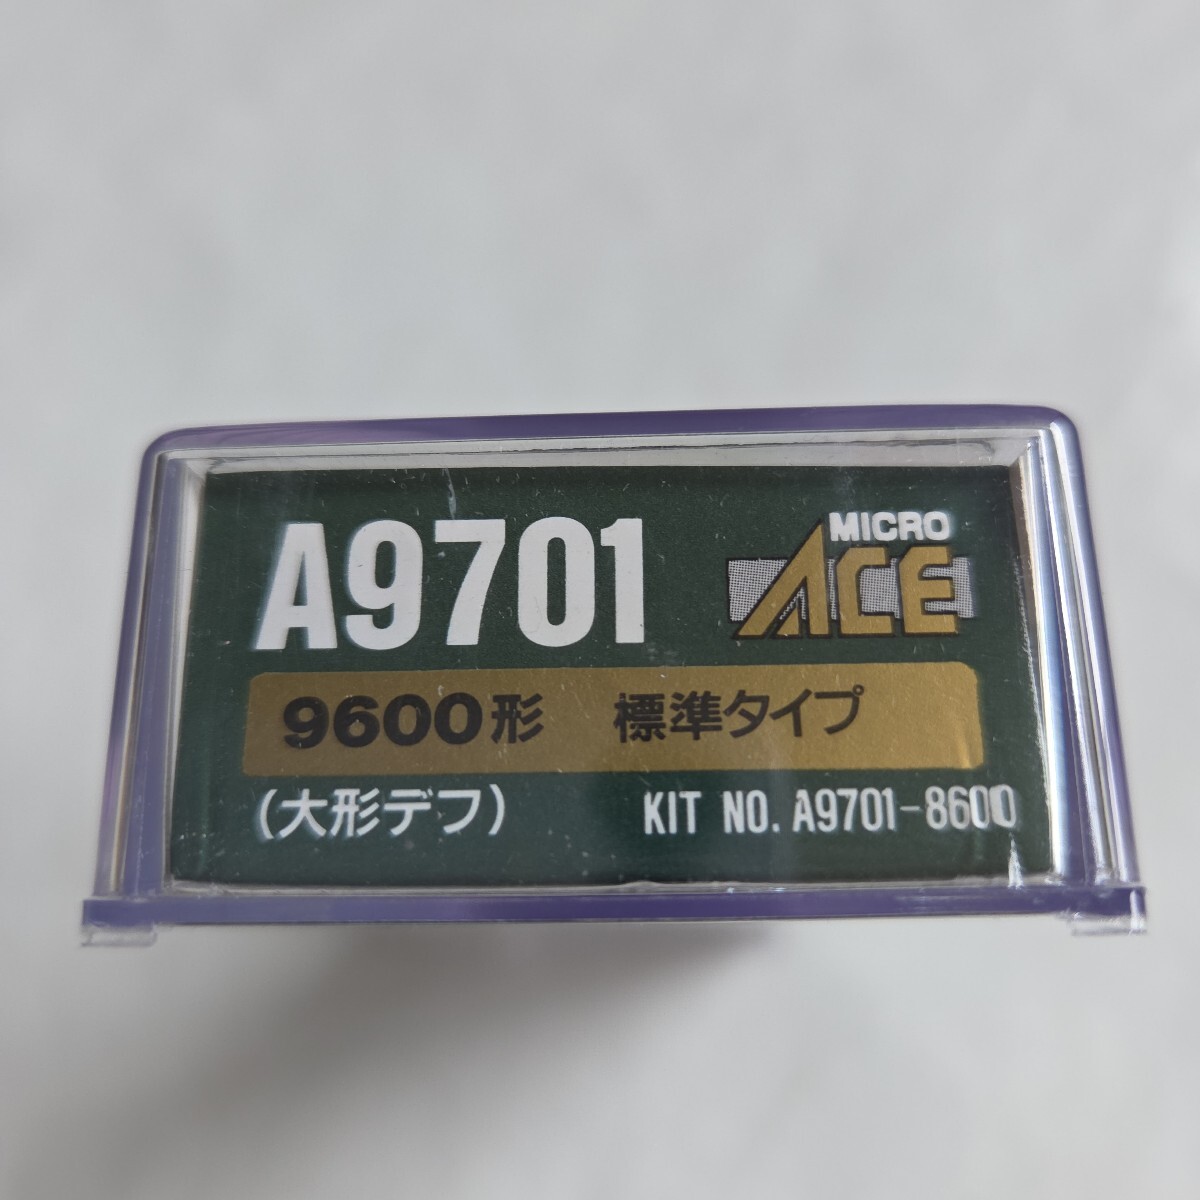 A9701
MICRO
ACE
9600形 標準タイプ
(大形デフ)
KIT NO. A9701-8600